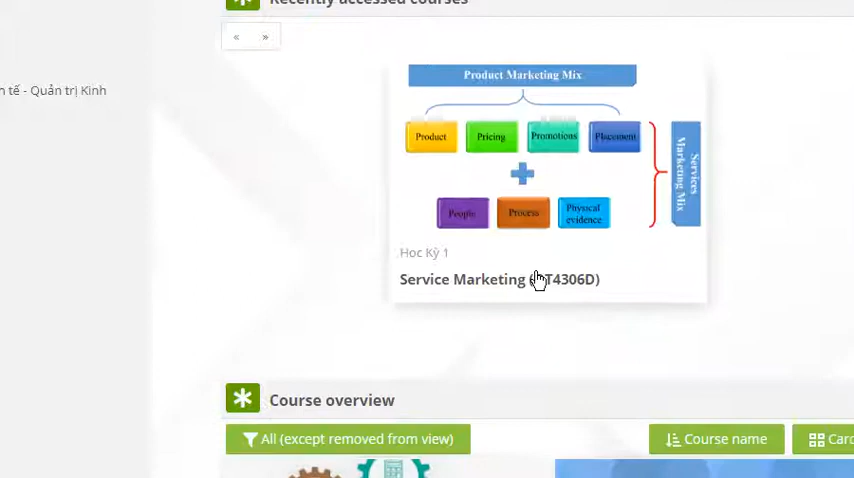 Recently accessed courses
« »
tế - Quản trị Kinh
Product Marketing Mix
Product Pricing Promotions Placement
Services Marketing Mix
People Process Physical evidence
Học Kỳ 1
Service Marketing T4306D)
Course overview
All (except removed from view)
Course name